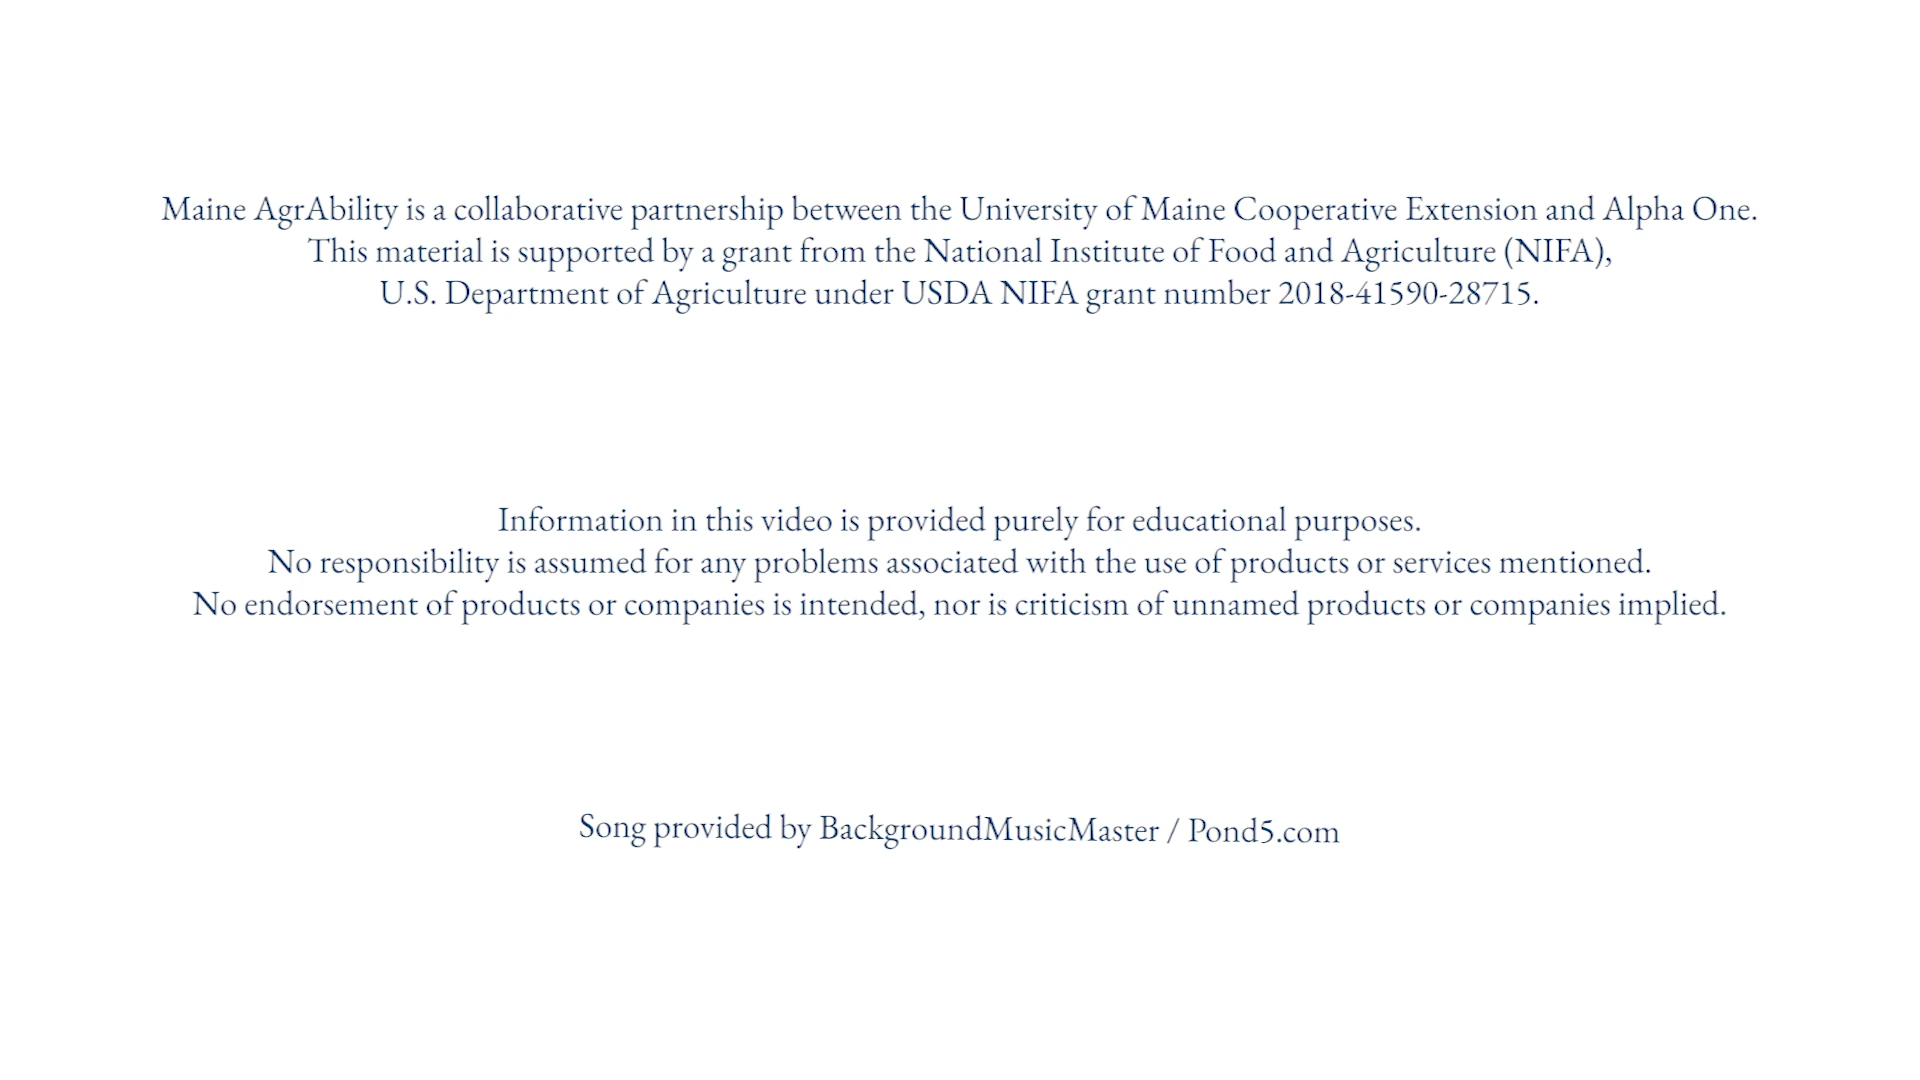 Maine AgrAbility is a collaborative partnership between the University of Maine Cooperative Extension and Alpha One.
This material is supported by a grant from the National Institute of Food and Agriculture (NIFA),
U.S. Department of Agriculture under USDA NIFA grant number 2018-41590-28715.
Information in this video is provided purely for educational purposes.
No responsibility is assumed for any problems associated with the use of products or services mentioned.
No endorsement of products or companies is intended, nor is criticism of unnamed products or companies implied.
Song provided by BackgroundMusicMaster / Pond5.com